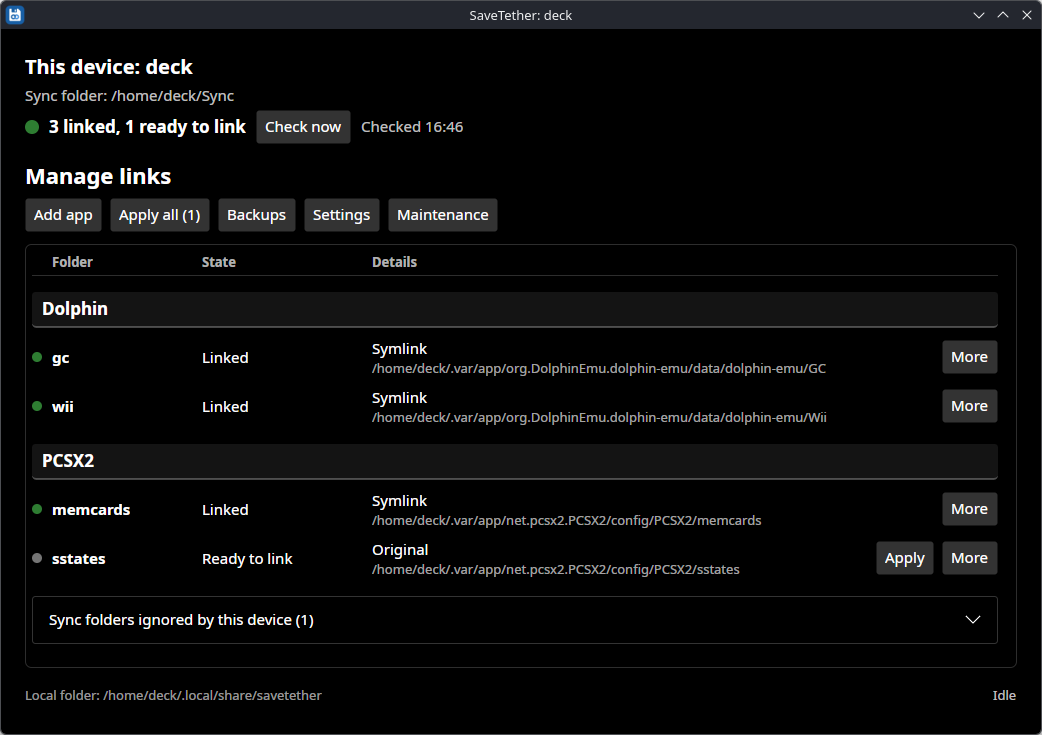 SaveTether: deck
This device: deck
Sync folder: /home/deck/Sync
3 linked, 1 ready to link Check now Checked 16:46
Manage links
Add app Apply all (1) Backups Settings Maintenance
Folder State Details
Dolphin
gc Linked Symlink More
/home/deck/.var/app/org.DolphinEmu.dolphin-emu/data/dolphin-emu/GC
wii Linked Symlink More
/home/deck/.var/app/org.DolphinEmu.dolphin-emu/data/dolphin-emu/Wii
PCSX2
memcards Linked Symlink More
/home/deck/.var/app/net.pcsx2.PCSX2/config/PCSX2/memcards
sstates Ready to link Original Apply More
/home/deck/.var/app/net.pcsx2.PCSX2/config/PCSX2/sstates
Sync folders ignored by this device (1)
Local folder: /home/deck/.local/share/savetether Idle